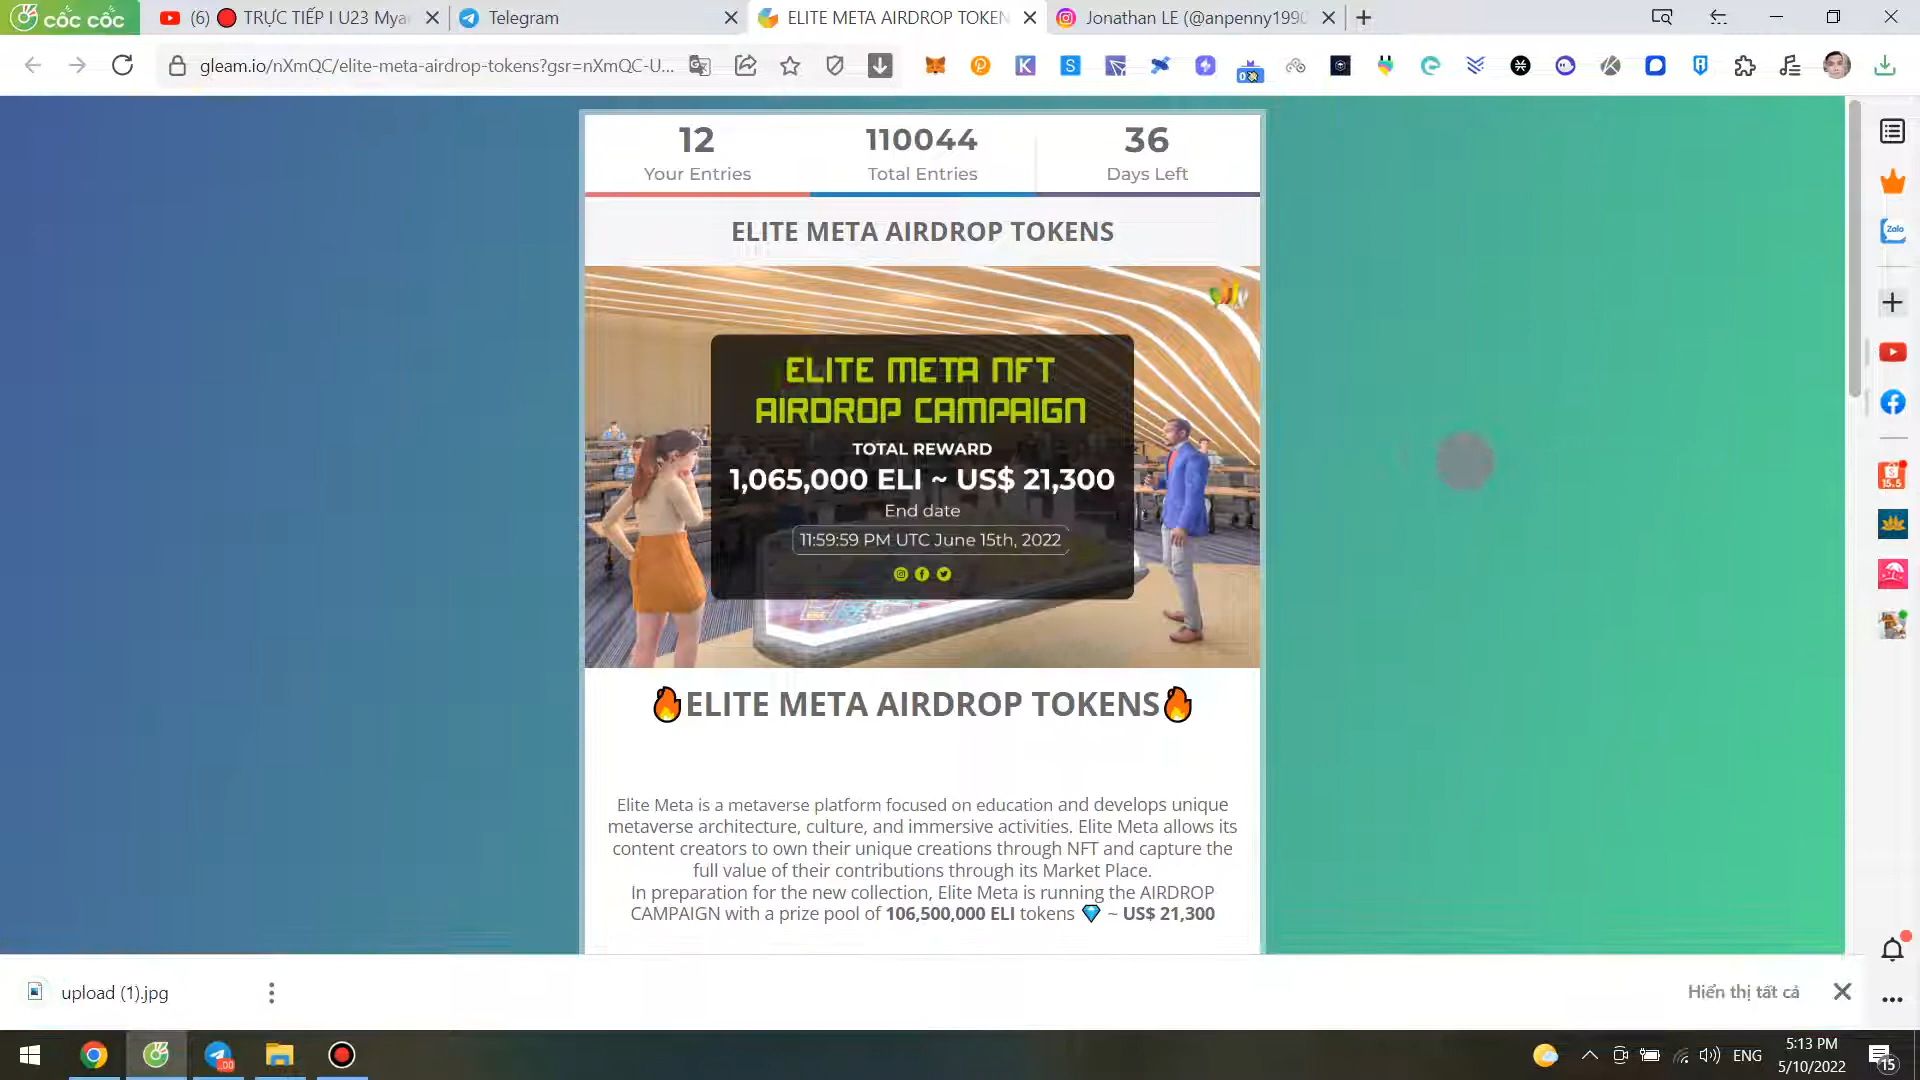 cốc cốc
(6) 🔴 TRỰC TIẾP I U23 Myan
Telegram
ELITE META AIRDROP TOKEN
Jonathan LE (@anpenny1990
gleam.io/nXmQC/elite-meta-airdrop-tokens?gsr=nXmQC-U...
12
Your Entries
110044
Total Entries
36
Days Left
ELITE META AIRDROP TOKENS
ELITE META NFT
AIRDROP CAMPAIGN
TOTAL REWARD
1,065,000 ELI ~ US$ 21,300
End date
11:59:59 PM UTC June 15th, 2022
🔥ELITE META AIRDROP TOKENS🔥
Elite Meta is a metaverse platform focused on education and develops unique
metaverse architecture, culture, and immersive activities. Elite Meta allows its
content creators to own their unique creations through NFT and capture the
full value of their contributions through its Market Place.
In preparation for the new collection, Elite Meta is running the AIRDROP
CAMPAIGN with a prize pool of 106,500,000 ELI tokens 💎 ~ US$ 21,300
Zalo
15.5
upload (1).jpg
Hiển thị tất cả
ENG
5:13 PM
5/10/2022
15